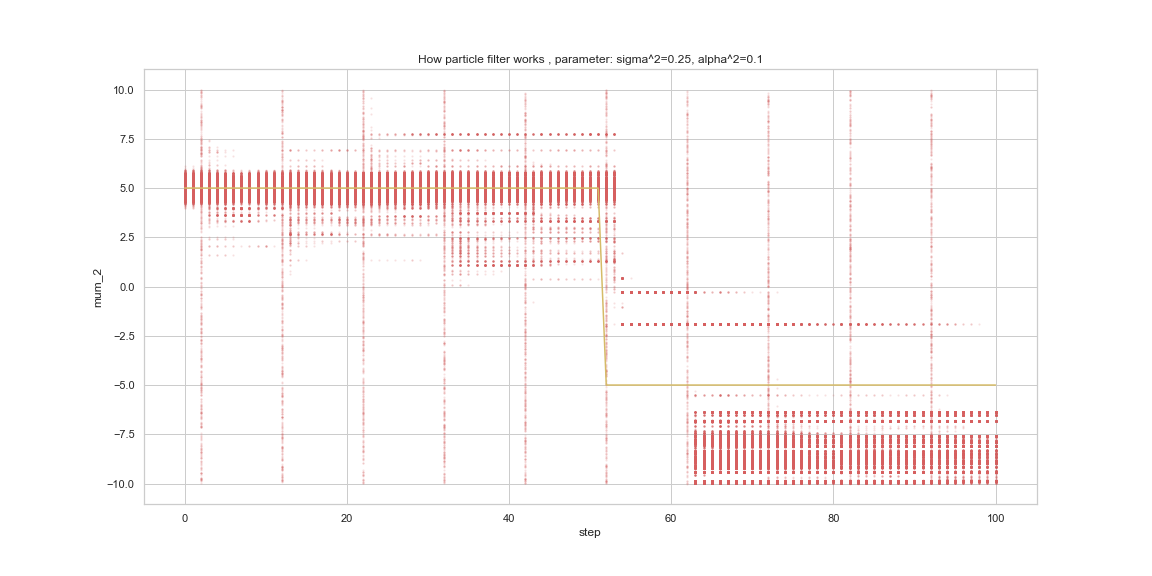 How particle filter works , parameter: sigma^2=0.25, alpha^2=0.1
10.0
7.5
5.0
2.5
0.0
−2.5
−5.0
−7.5
−10.0
mum_2
0 20 40 60 80 100
step